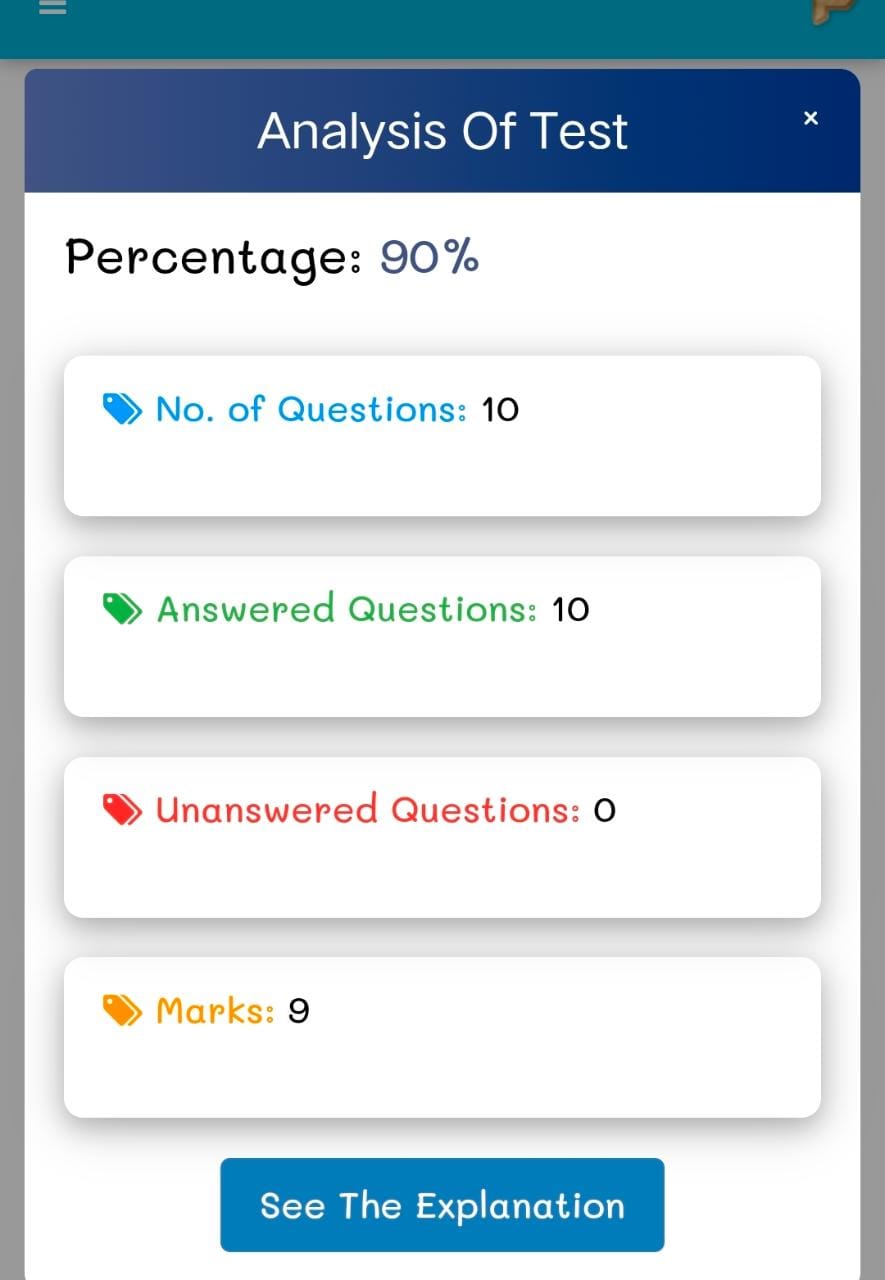 Analysis Of Test
×
Percentage: 90%
No. of Questions: 10
Answered Questions: 10
Unanswered Questions: 0
Marks: 9
See The Explanation